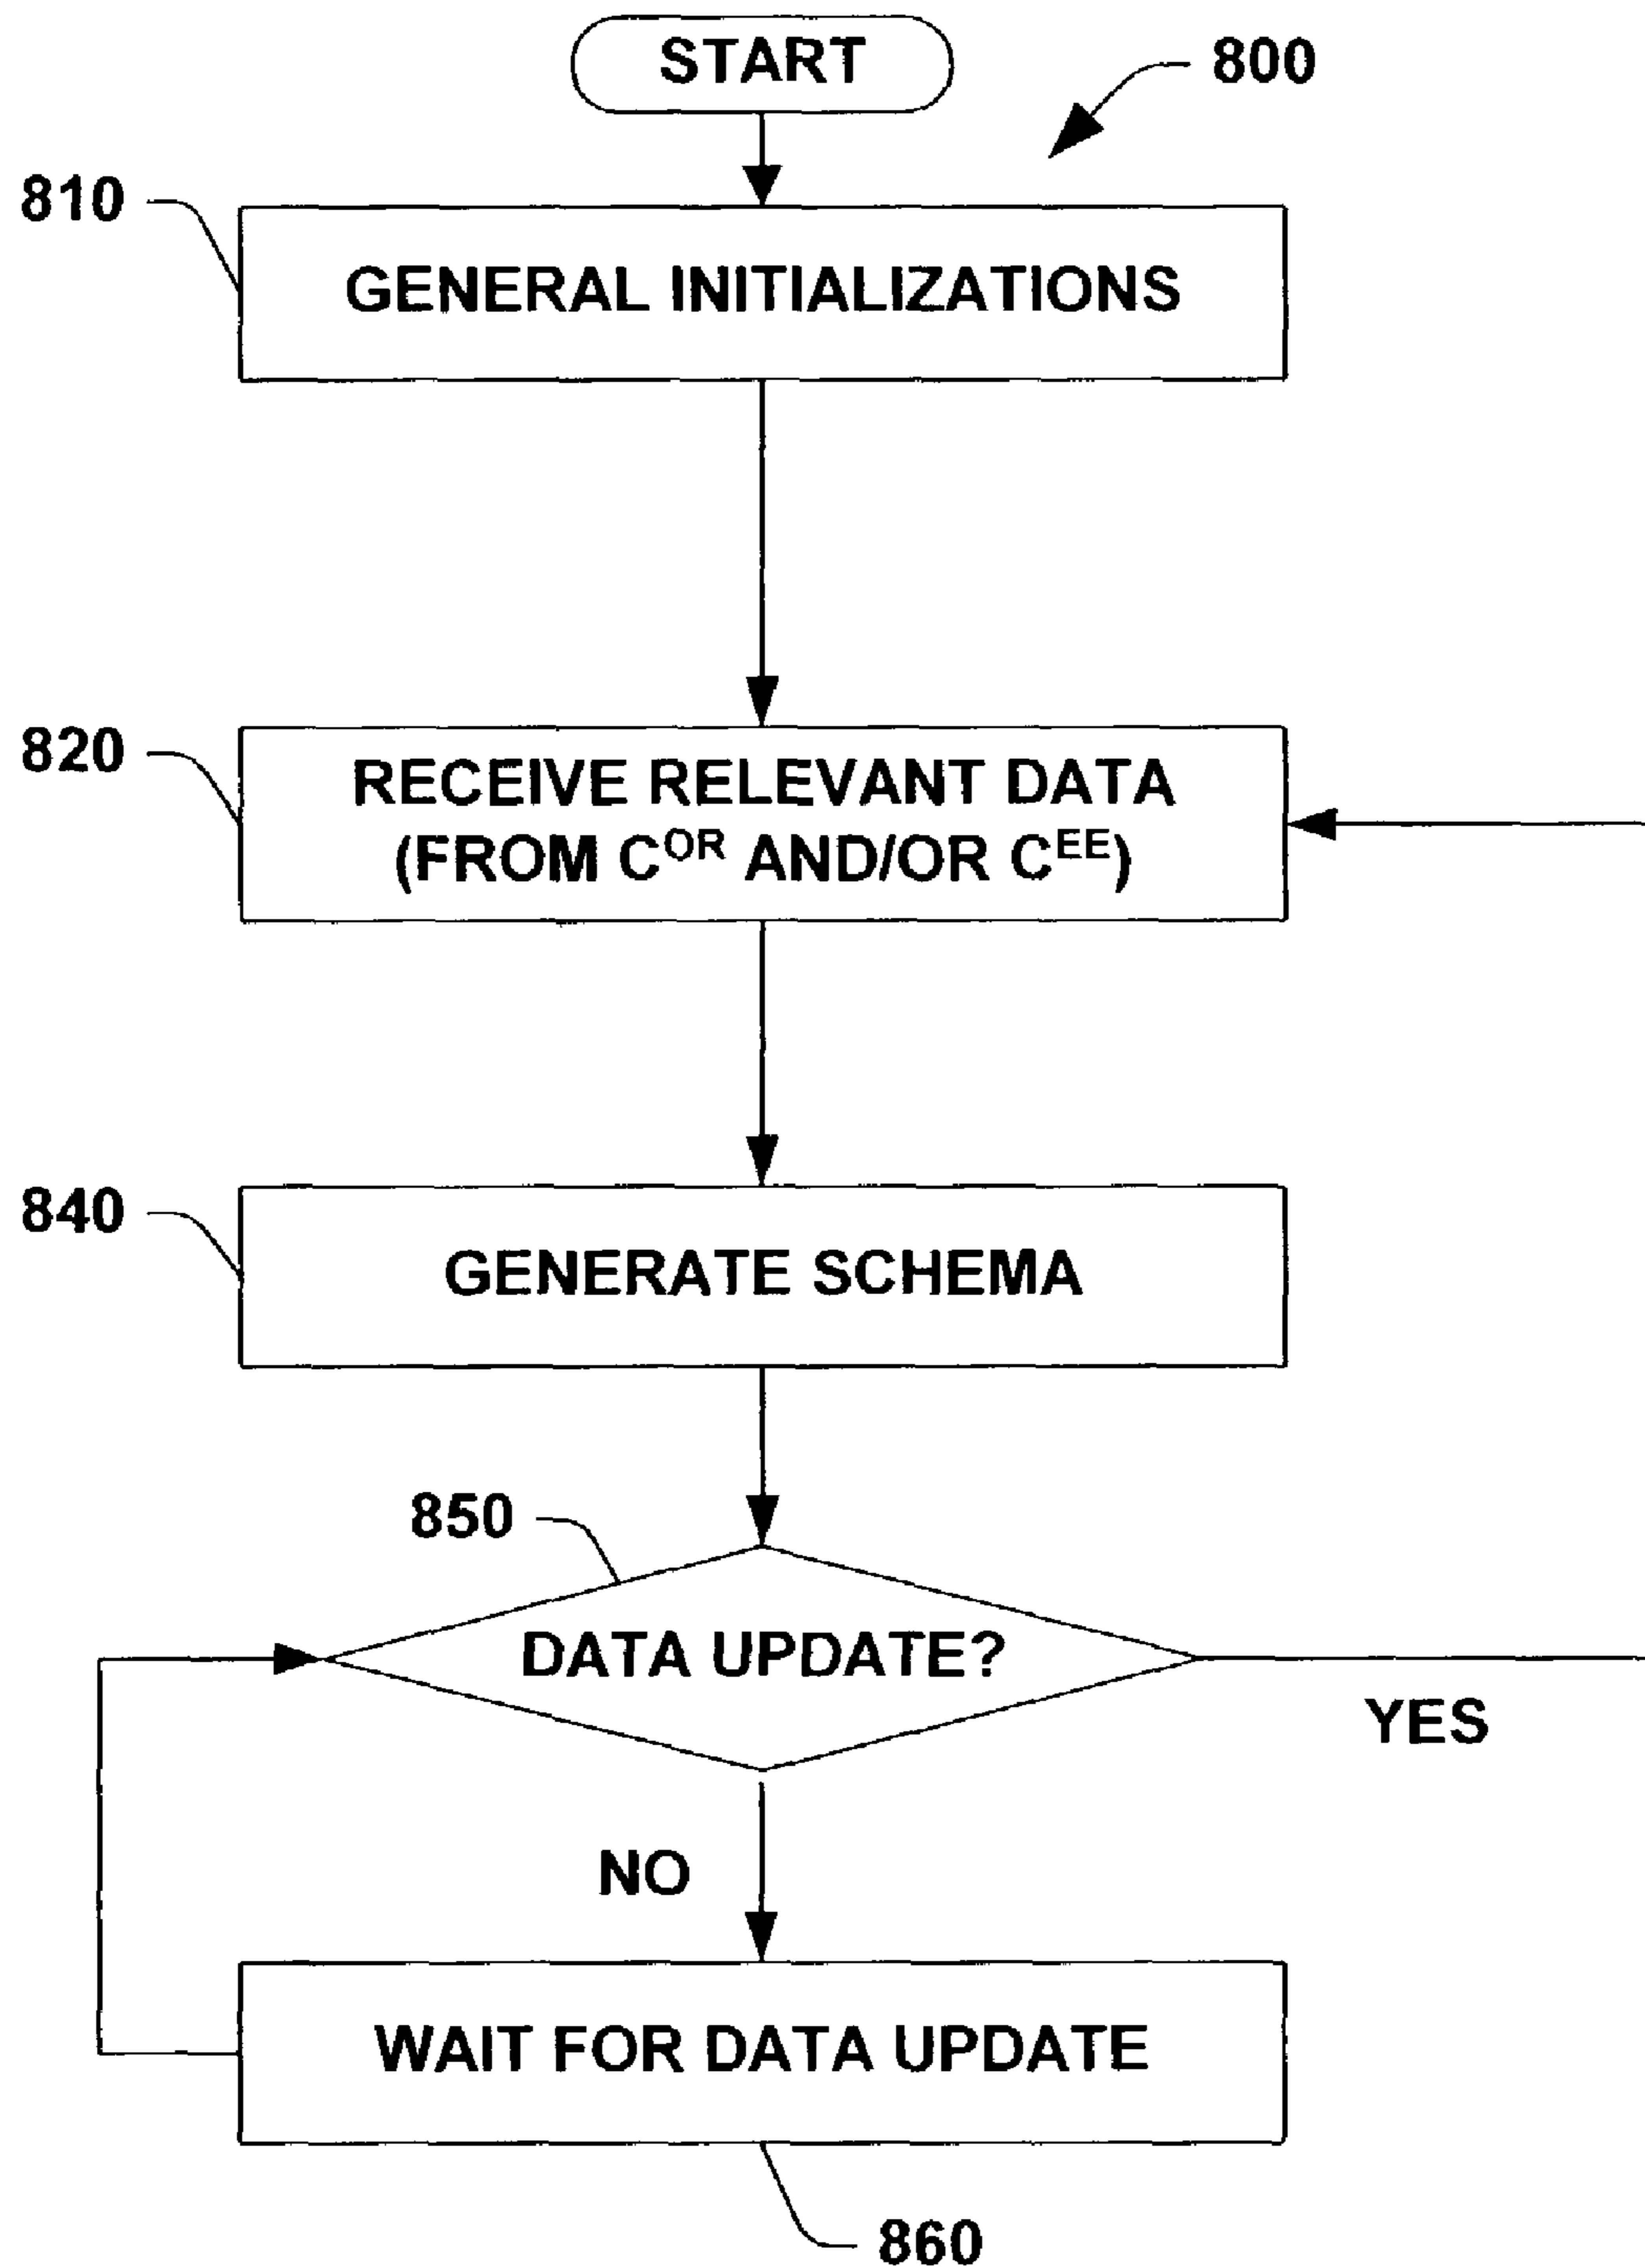 START
800
810
GENERAL INITIALIZATIONS
820
RECEIVE RELEVANT DATA
(FROM C^OR AND/OR C^EE)
840
GENERATE SCHEMA
850
DATA UPDATE?
YES
NO
WAIT FOR DATA UPDATE
860